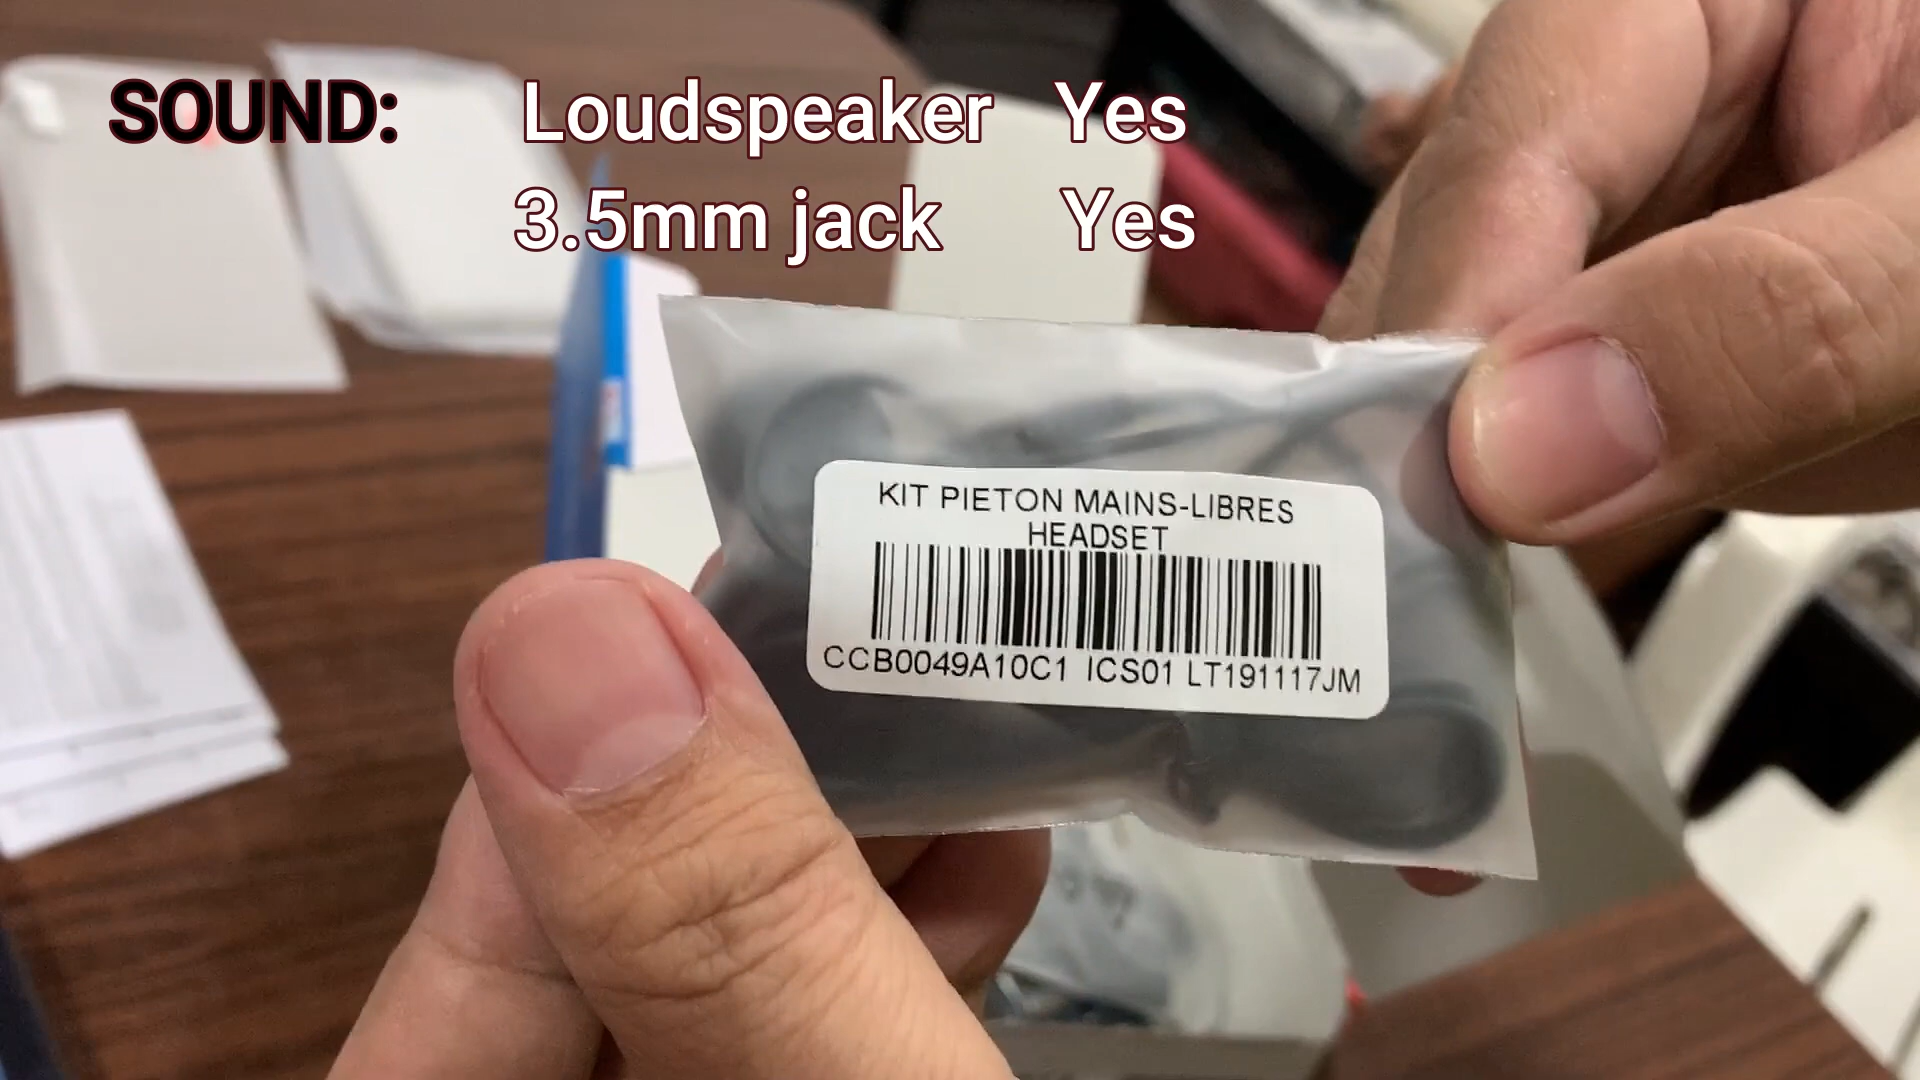 SOUND: Loudspeaker Yes
3.5mm jack Yes
KIT PIETON MAINS-LIBRES
HEADSET
CCB0049A10C1 ICS01 LT191117JM